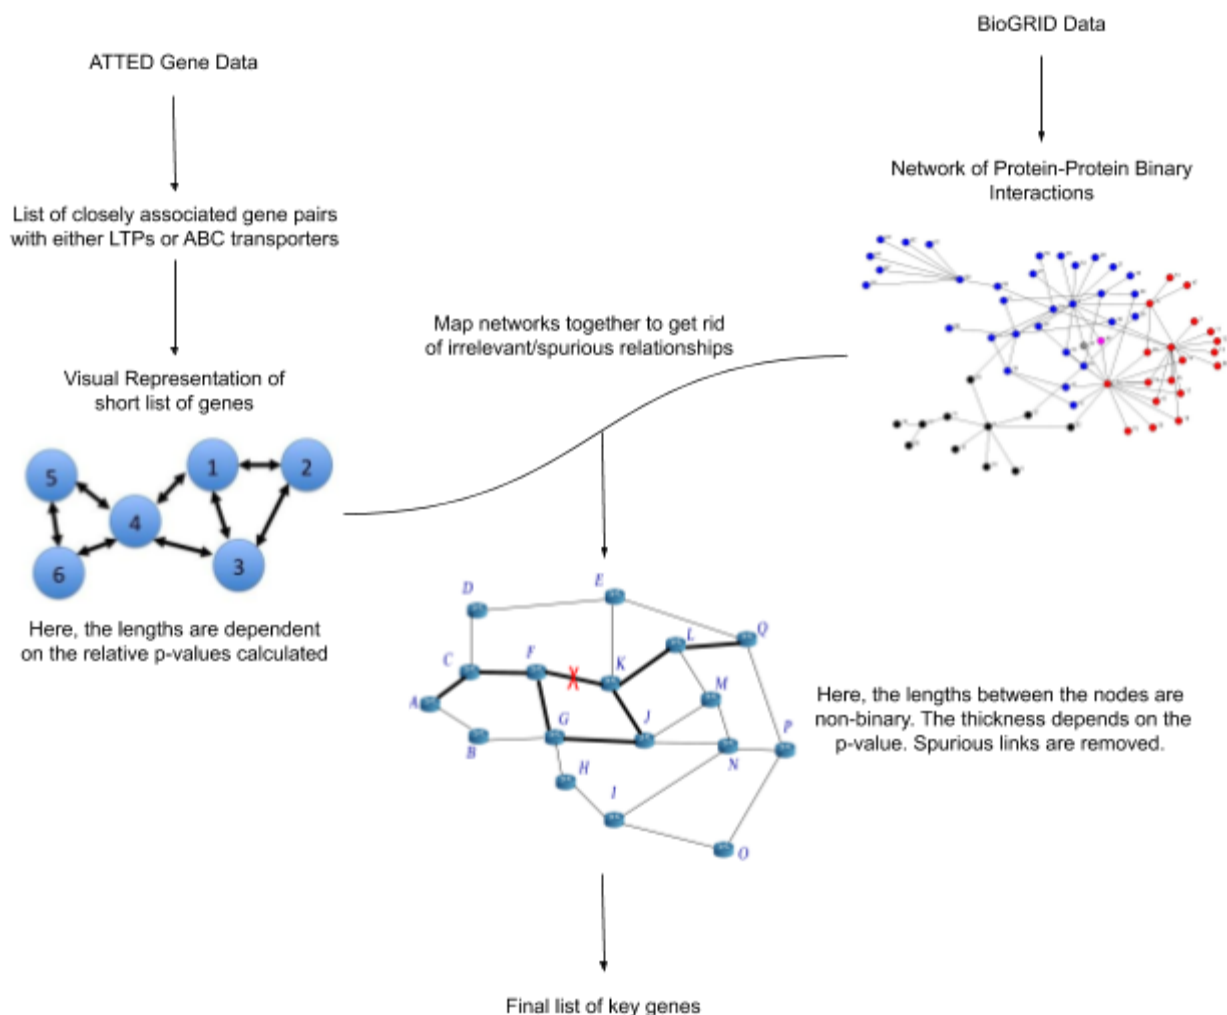 BioGRID Data
ATTED Gene Data
Network of Protein-Protein Binary
Interactions
List of closely associated gene pairs
with either LTPs or ABC transporters
Map networks together to get rid
of irrelevant/spurious relationships
Visual Representation of
short list of genes
1
2
5
4
3
6
Here, the lengths are dependent
on the relative p-values calculated
D
E
C
F
K
L
Q
A
M
G
J
B
P
H
N
I
O
Here, the lengths between the nodes are
non-binary. The thickness depends on the
p-value. Spurious links are removed.
Final list of key genes